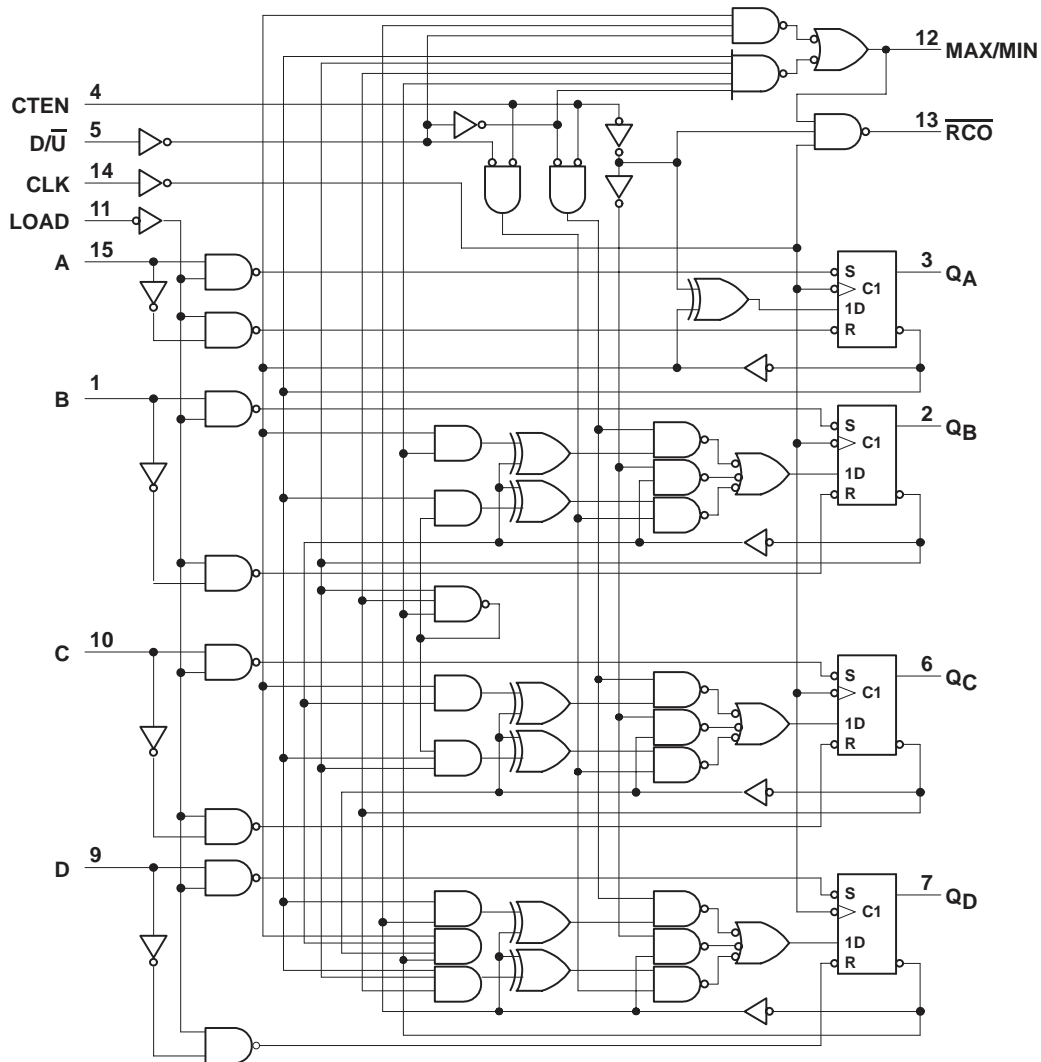 12
MAX/MIN
4
CTEN
5
D/U̅
13
R̅C̅O̅
14
CLK
11
LOAD
15
A
S
C1
1D
R
3
QA
1
B
S
C1
1D
R
2
QB
10
C
S
C1
1D
R
6
QC
9
D
S
C1
1D
R
7
QD